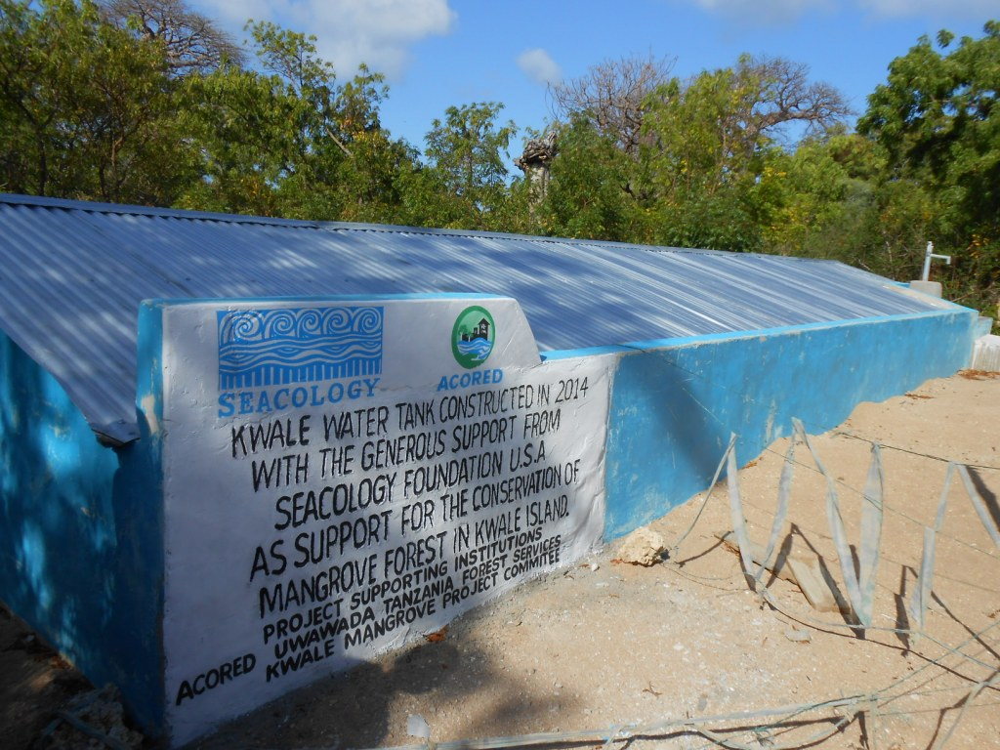 SEACOLOGY
ACORED
KWALE WATER TANK CONSTRUCTED IN 2014
WITH THE GENEROUS SUPPORT FROM
SEACOLOGY FOUNDATION U.S.A
AS SUPPORT FOR THE CONSERVATION OF
MANGROVE FOREST IN KWALE ISLAND.
PROJECT SUPPORTING INSTITUTIONS
UWAWADA TANZANIA FOREST SERVICES
ACORED KWALE MANGROVE PROJECT COMMITEE